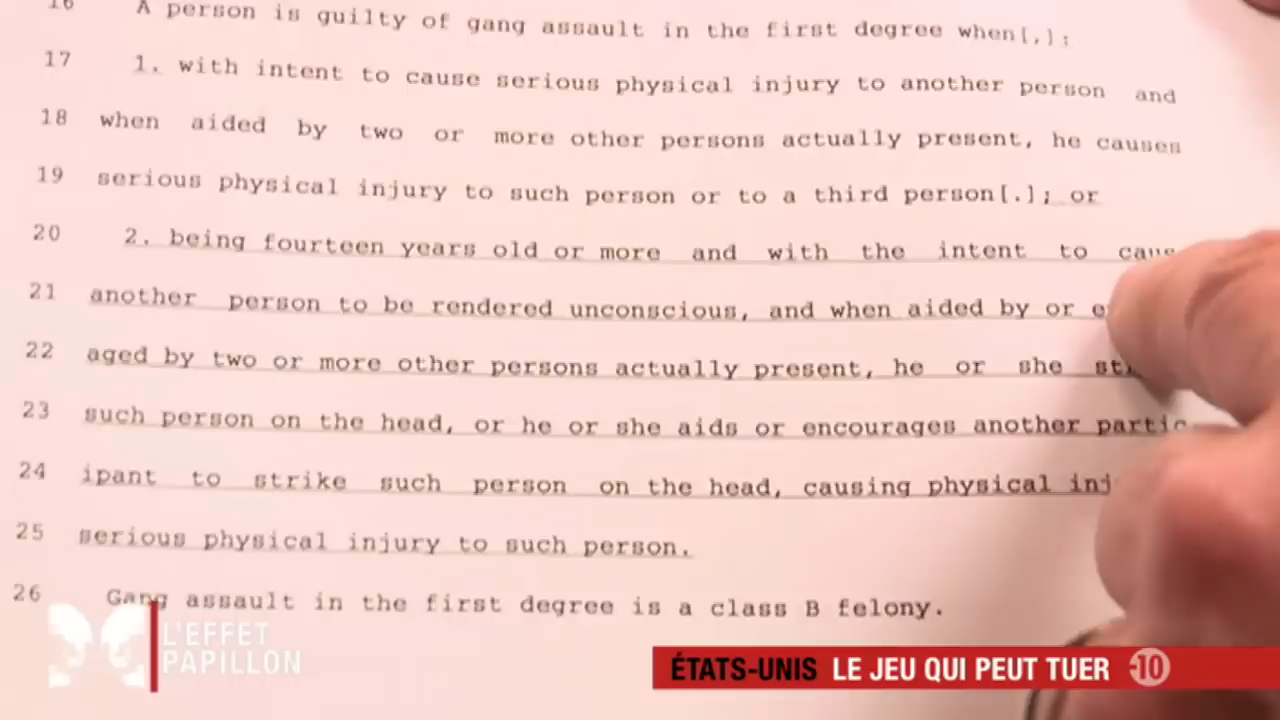 16 A person is guilty of gang assault in the first degree when[,]:
17 1. with intent to cause serious physical injury to another person and
18 when aided by two or more other persons actually present, he causes
19 serious physical injury to such person or to a third person[.]; or
20 2. being fourteen years old or more and with the intent to
21 another person to be rendered unconscious, and when aided by or
22 aged by two or more other persons actually present, he or she
23 such person on the head, or he or she aids or encourages another partic-
24 ipant to strike such person on the head, causing physical
25 serious physical injury to such person.
26 Gang assault in the first degree is a class B felony.
L'EFFET
PAPILLON
ÉTATS-UNIS LE JEU QUI PEUT TUER -10